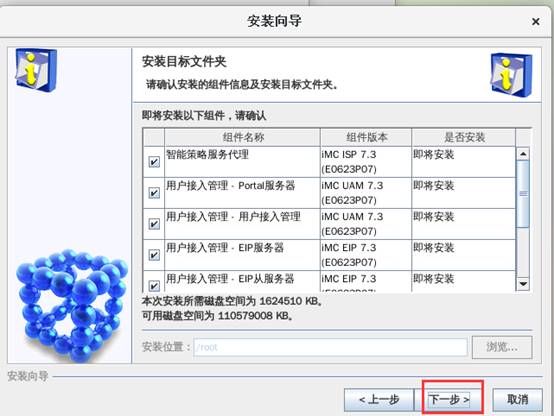 安装向导
安装目标文件夹
请确认安装的组件信息及安装目标文件夹。
即将安装以下组件，请确认
组件名称 组件版本 是否安装
智能策略服务代理 iMC ISP 7.3 (E0623P07) 即将安装
用户接入管理 - Portal服务器 iMC UAM 7.3 (E0623P07) 即将安装
用户接入管理 - 用户接入管理 iMC UAM 7.3 (E0623P07) 即将安装
用户接入管理 - EIP服务器 iMC EIP 7.3 (E0623P07) 即将安装
用户接入管理 - EIP从服务器 iMC EIP 7.3 (E0623P07) 即将安装
本次安装所需磁盘空间为 1624510 KB。
可用磁盘空间为 110579008 KB。
安装位置： /root 浏览...
安装向导
< 上一步 下一步 > 取消